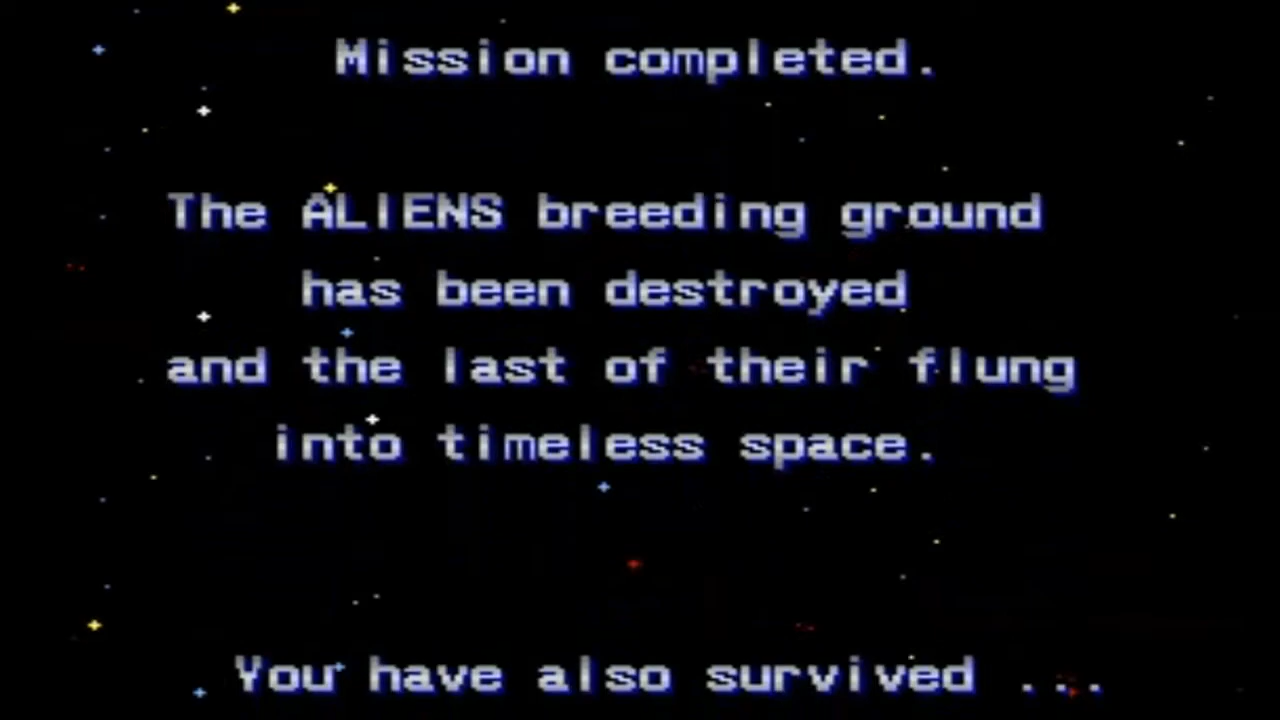 Mission completed.
The ALIENS breeding ground
has been destroyed
and the last of their flung
into timeless space.
You have also survived ...